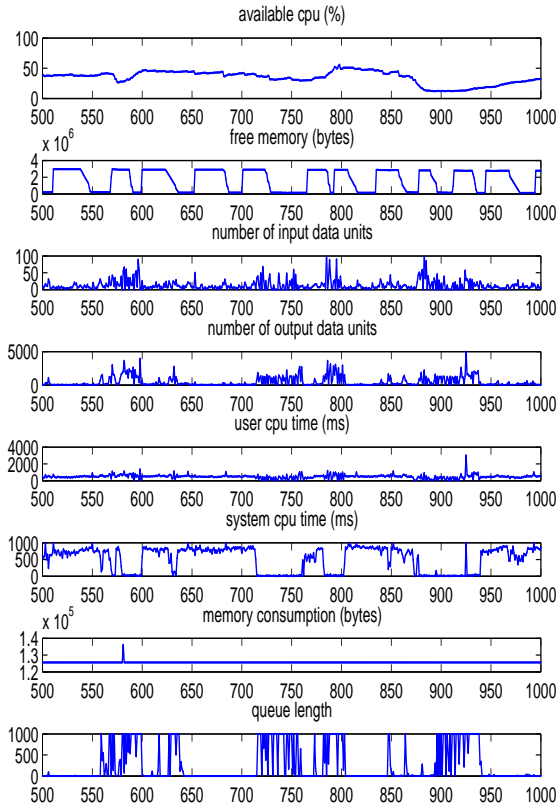 available cpu (%)
100
50
0
500 550 600 650 700 750 800 850 900 950 1000
free memory (bytes)
x 10^6
4
2
0
500 550 600 650 700 750 800 850 900 950 1000
number of input data units
100
50
0
500 550 600 650 700 750 800 850 900 950 1000
number of output data units
5000
0
500 550 600 650 700 750 800 850 900 950 1000
user cpu time (ms)
4000
2000
0
500 550 600 650 700 750 800 850 900 950 1000
system cpu time (ms)
1000
500
0
500 550 600 650 700 750 800 850 900 950 1000
memory consumption (bytes)
x 10^5
1.4
1.3
1.2
500 550 600 650 700 750 800 850 900 950 1000
queue length
1000
500
0
500 550 600 650 700 750 800 850 900 950 1000